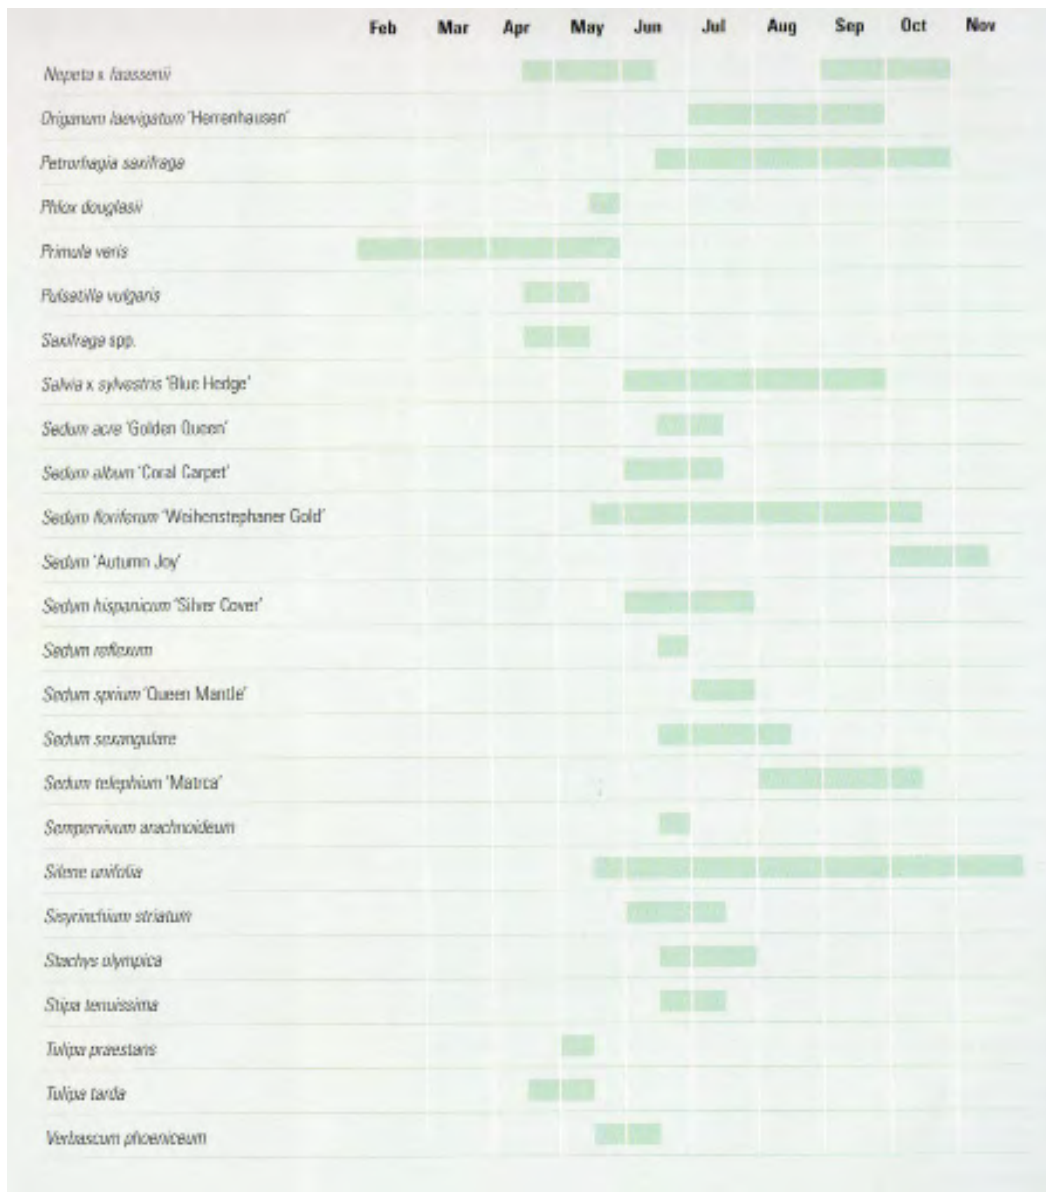 Feb Mar Apr May Jun Jul Aug Sep Oct Nov
Nepeta x faassenii
Origanum laevigatum 'Herrenhausen'
Petrorhagia saxifraga
Phlox douglasii
Primula veris
Pulsatilla vulgaris
Saxifraga spp.
Salvia x sylvestris 'Blue Hedge'
Sedum acre 'Golden Queen'
Sedum album 'Coral Carpet'
Sedum floriferum 'Weihenstephaner Gold'
Sedum 'Autumn Joy'
Sedum hispanicum 'Silver Cover'
Sedum reflexum
Sedum sprium 'Queen Mantle'
Sedum sexangulare
Sedum telephium 'Matrca'
Sempervivum arachnoideum
Silene unifolia
Sisyrinchium striatum
Stachys olympica
Stipa tenuissima
Tulipa praestans
Tulipa tarda
Verbascum phoeniceum